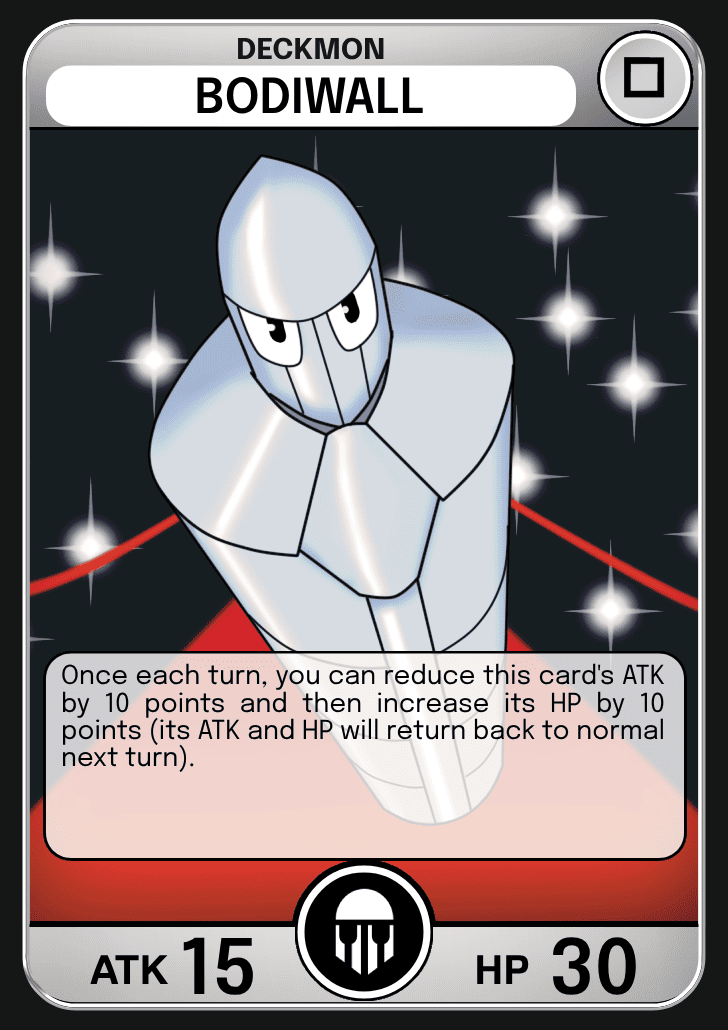 DECKMON
BODIWALL
Once each turn, you can reduce this card's ATK
by 10 points and then increase its HP by 10
points (its ATK and HP will return back to normal
next turn).
ATK 15 HP 30